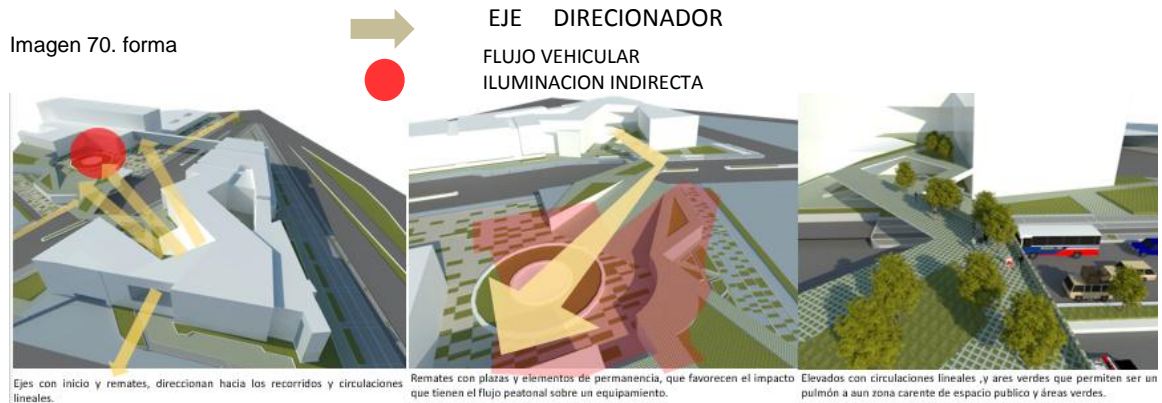 EJE DIRECIONADOR
Imagen 70. forma
FLUJO VEHICULAR
ILUMINACION INDIRECTA
Ejes con inicio y remates, direccionan hacia los recorridos y circulaciones
lineales.
Remates con plazas y elementos de permanencia, que favorecen el impacto
que tienen el flujo peatonal sobre un equipamiento.
Elevados con circulaciones lineales ,y ares verdes que permiten ser un
pulmón a aun zona carente de espacio publico y áreas verdes.